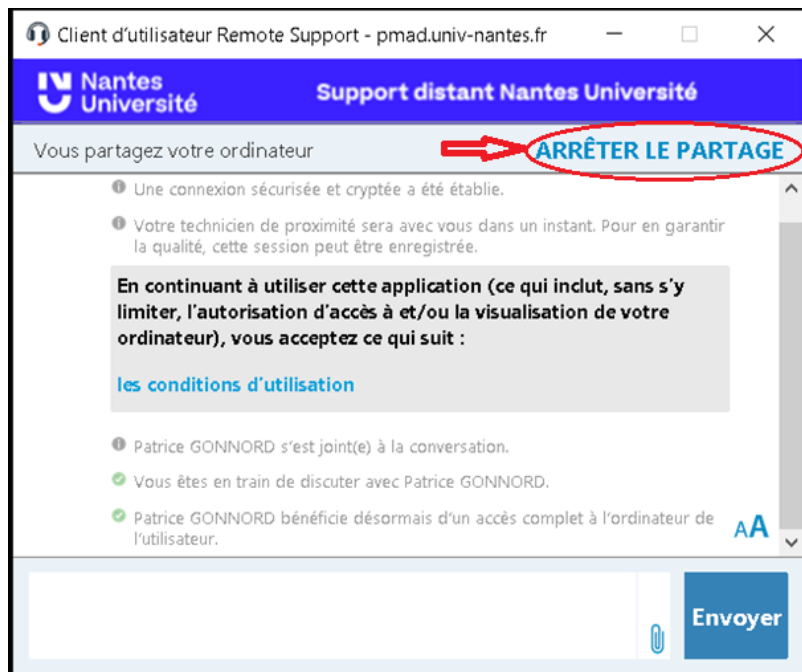 Client d'utilisateur Remote Support - pmad.univ-nantes.fr
Nantes
Université
Support distant Nantes Université
Vous partagez votre ordinateur
ARRÊTER LE PARTAGE
Une connexion sécurisée et cryptée a été établie.
Votre technicien de proximité sera avec vous dans un instant. Pour en garantir
la qualité, cette session peut être enregistrée.
En continuant à utiliser cette application (ce qui inclut, sans s'y
limiter, l'autorisation d'accès à et/ou la visualisation de votre
ordinateur), vous acceptez ce qui suit :
les conditions d'utilisation
Patrice GONNORD s'est joint(e) à la conversation.
Vous êtes en train de discuter avec Patrice GONNORD.
Patrice GONNORD bénéficie désormais d'un accès complet à l'ordinateur de
l'utilisateur.
AA
Envoyer